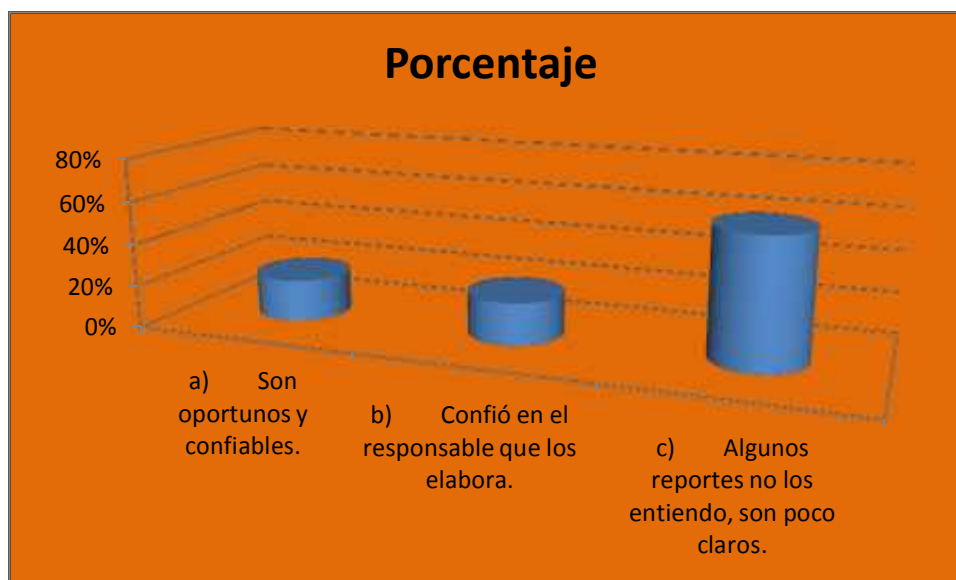 Porcentaje
80%
60%
40%
20%
0%
a) Son
oportunos y
confiables.
b) Confió en el
responsable que los
elabora.
c) Algunos
reportes no los
entiendo, son poco
claros.